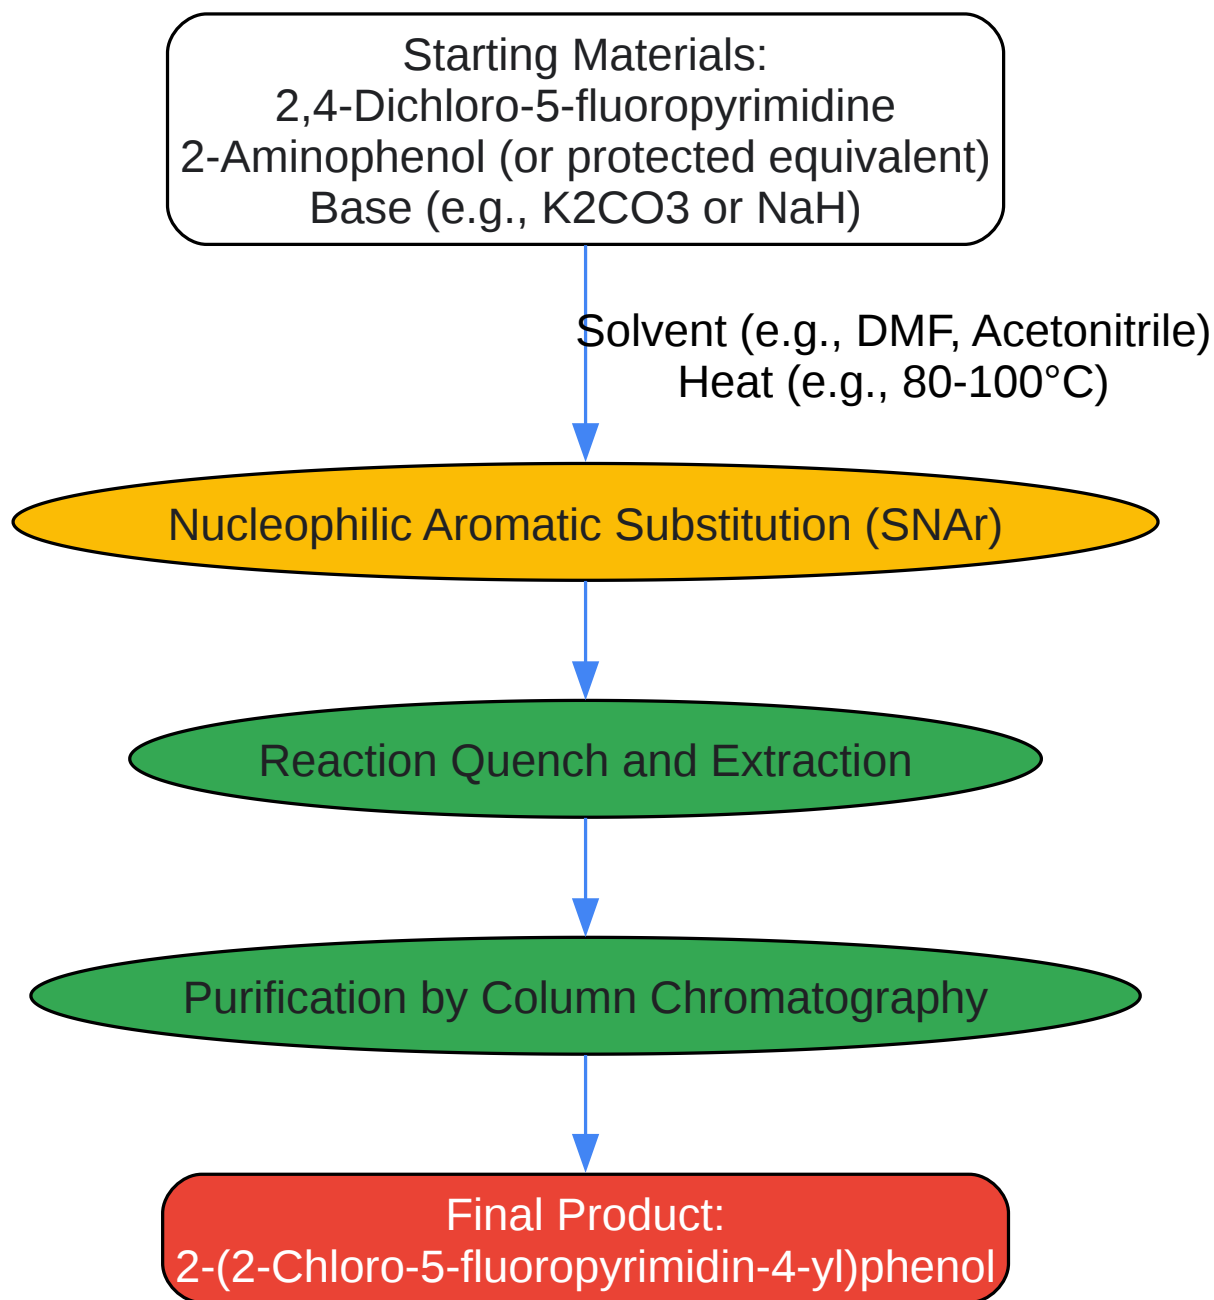 Starting Materials:
2,4-Dichloro-5-fluoropyrimidine
2-Aminophenol (or protected equivalent)
Base (e.g., K2CO3 or NaH)
Solvent (e.g., DMF, Acetonitrile)
Heat (e.g., 80-100°C)
Nucleophilic Aromatic Substitution (SNAr)
Reaction Quench and Extraction
Purification by Column Chromatography
Final Product:
2-(2-Chloro-5-fluoropyrimidin-4-yl)phenol